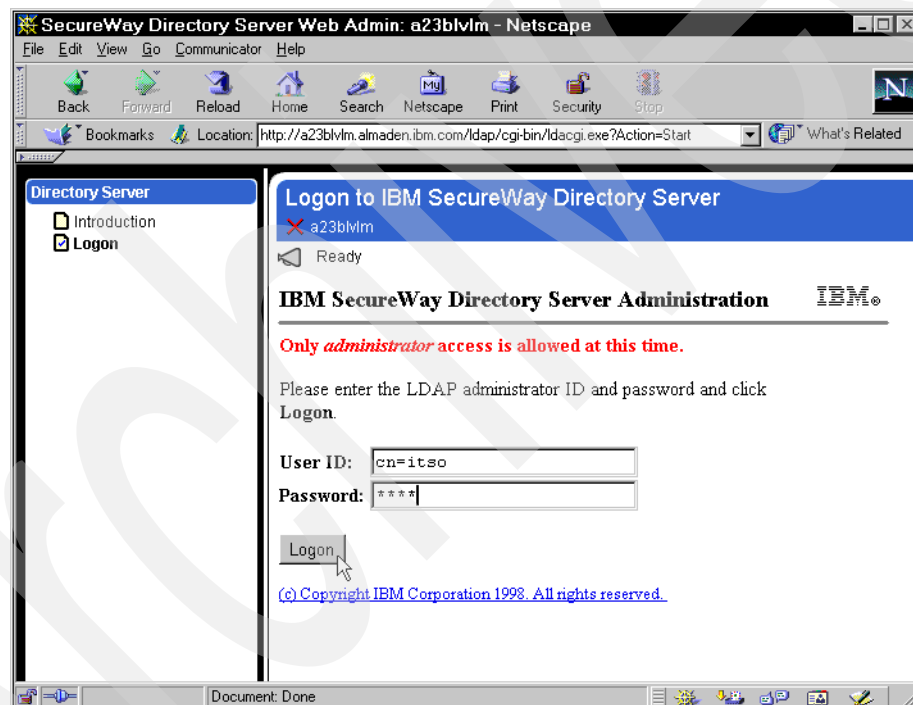 SecureWay Directory Server Web Admin: a23blvlm - Netscape
File Edit View Go Communicator Help
Back Forward Reload Home Search Netscape Print Security Stop
My
N
Bookmarks Location: http://a23blvlm.almaden.ibm.com/ldap/cgi-bin/ldacgi.exe?Action=Start What's Related
Directory Server
Introduction
Logon
Logon to IBM SecureWay Directory Server
a23blvlm
Ready
IBM SecureWay Directory Server Administration IBM®
Only administrator access is allowed at this time.
Please enter the LDAP administrator ID and password and click
Logon.
User ID: cn=itso
Password: ****
Logon
(c) Copyright IBM Corporation 1998. All rights reserved.
Document: Done